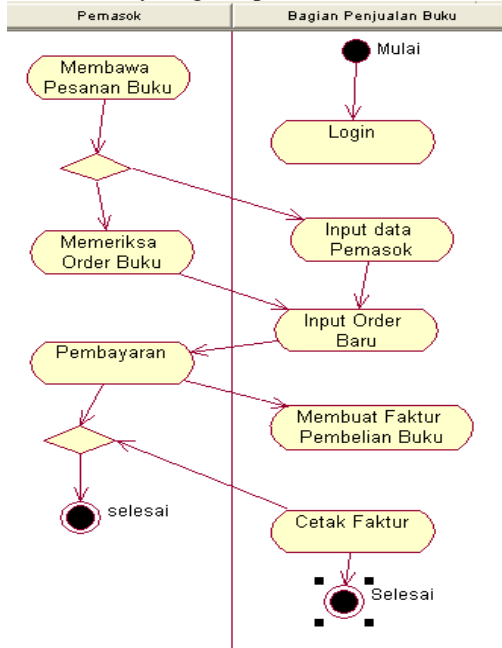 Pemasok
Bagian Penjualan Buku
Mulai
Membawa
Pesanan Buku
Login
Input data
Pemasok
Memeriksa
Order Buku
Input Order
Baru
Pembayaran
Membuat Faktur
Pembelian Buku
selesai
Cetak Faktur
Selesai